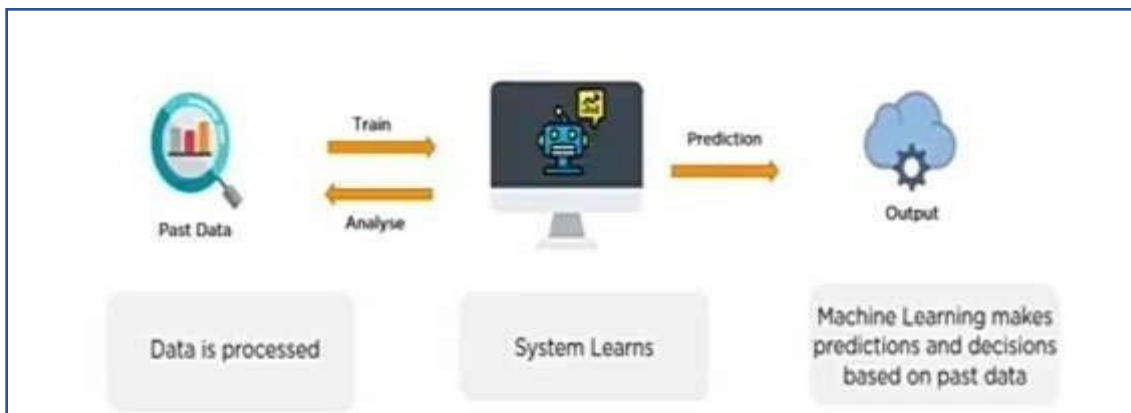 Train
Prediction
Past Data
Analyse
Output
Data is processed
System Learns
Machine Learning makes
predictions and decisions
based on past data